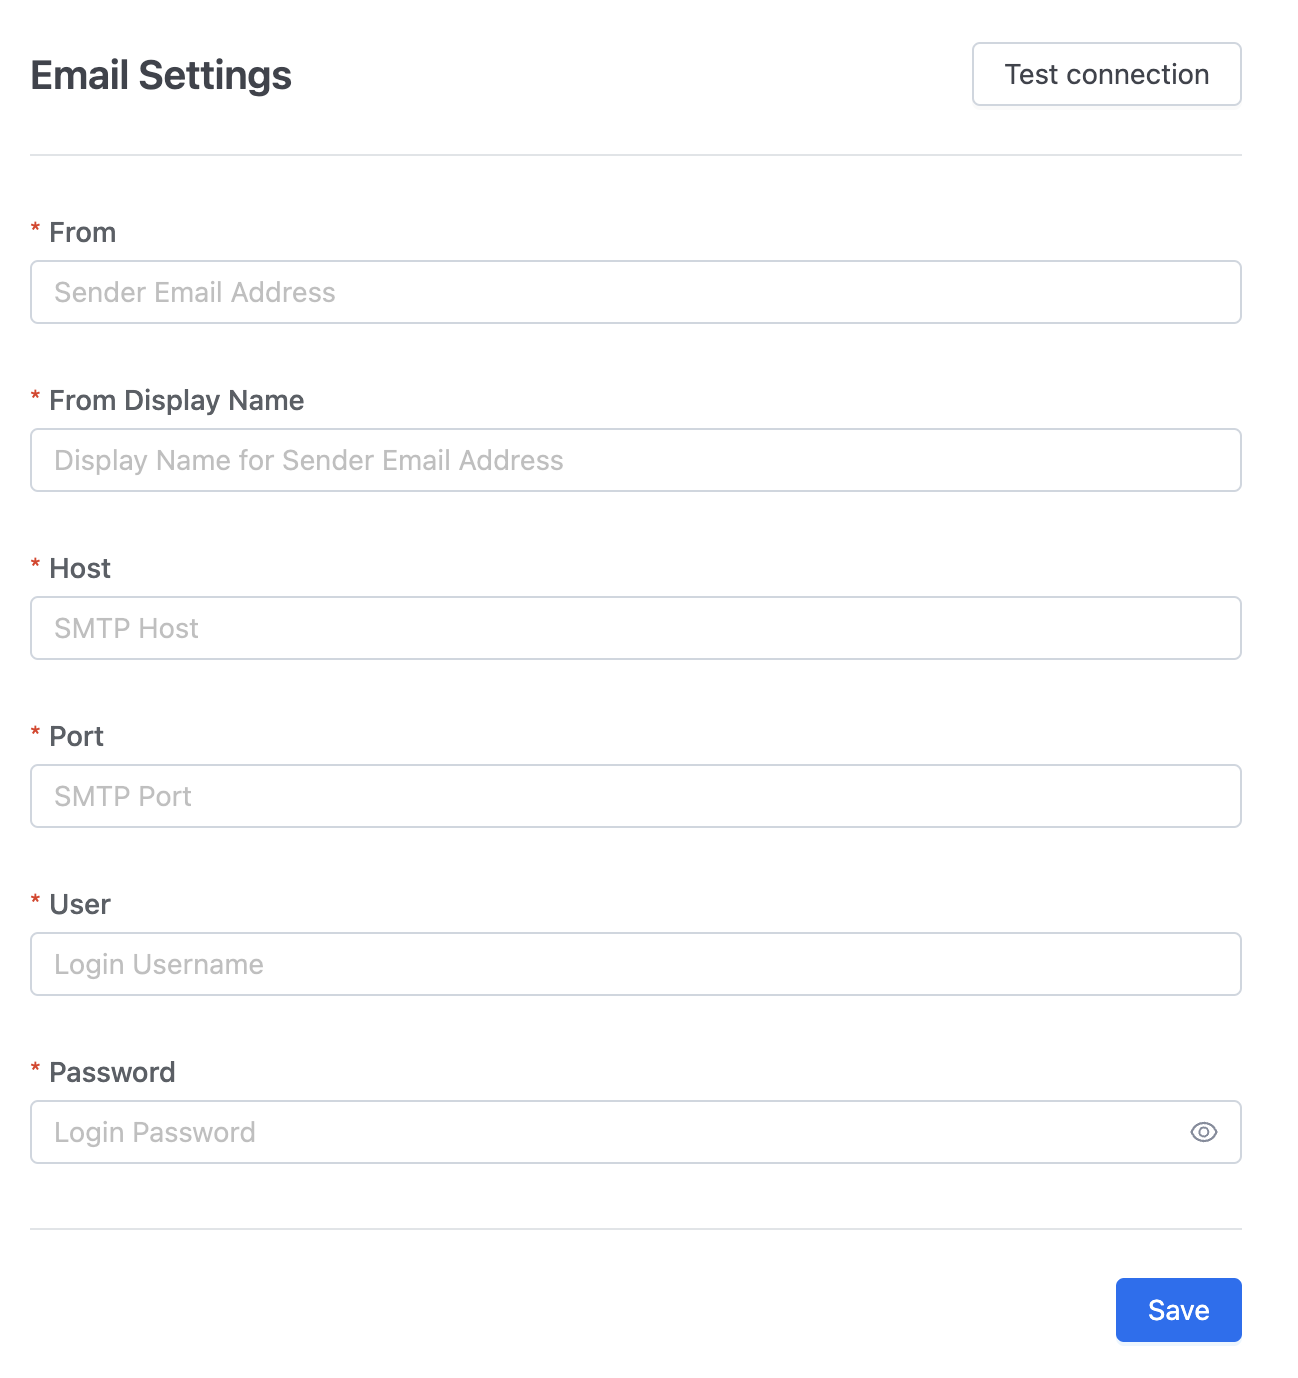 Email Settings
Test connection
* From
Sender Email Address
* From Display Name
Display Name for Sender Email Address
* Host
SMTP Host
* Port
SMTP Port
* User
Login Username
* Password
Login Password
Save